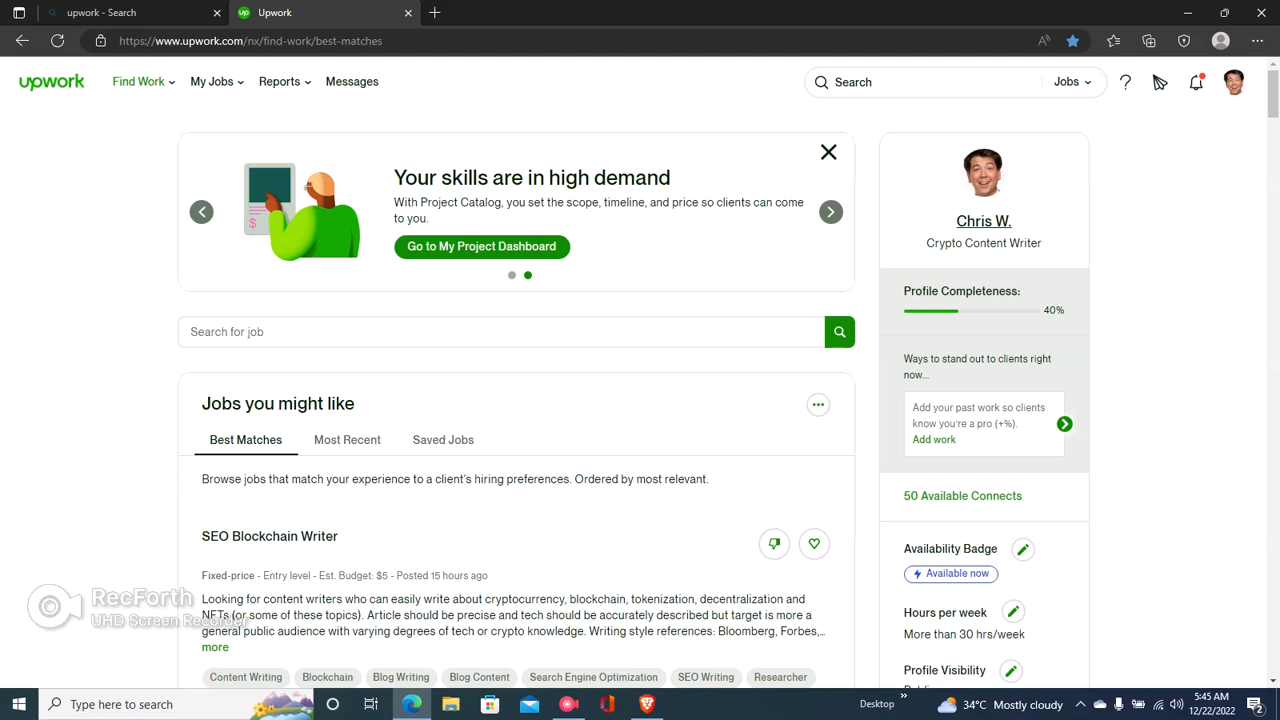 upwork - Search
up Upwork
https://www.upwork.com/nx/find-work/best-matches
upwork
Find Work
My Jobs
Reports
Messages
Search
Jobs
Your skills are in high demand
With Project Catalog, you set the scope, timeline, and price so clients can come
to you.
Go to My Project Dashboard
$
Chris W.
Crypto Content Writer
Profile Completeness:
40%
Ways to stand out to clients right
now...
Add your past work so clients
know you're a pro (+%).
Add work
50 Available Connects
Availability Badge
Available now
Hours per week
More than 30 hrs/week
Profile Visibility
Search for job
Jobs you might like
Best Matches
Most Recent
Saved Jobs
Browse jobs that match your experience to a client's hiring preferences. Ordered by most relevant.
SEO Blockchain Writer
Fixed-price - Entry level - Est. Budget: $5 - Posted 15 hours ago
Looking for content writers who can easily write about cryptocurrency, blockchain, tokenization, decentralization and
NFTs (or some of these topics). Article should be precise and tech should be accurately described but target is more a
general public audience with varying degrees of tech or crypto knowledge. Writing style references: Bloomberg, Forbes,...
more
Content Writing
Blockchain
Blog Writing
Blog Content
Search Engine Optimization
SEO Writing
Researcher
RecForth
UHD Screen Recorder
Type here to search
Desktop
34°C Mostly cloudy
5:45 AM
12/22/2022
2